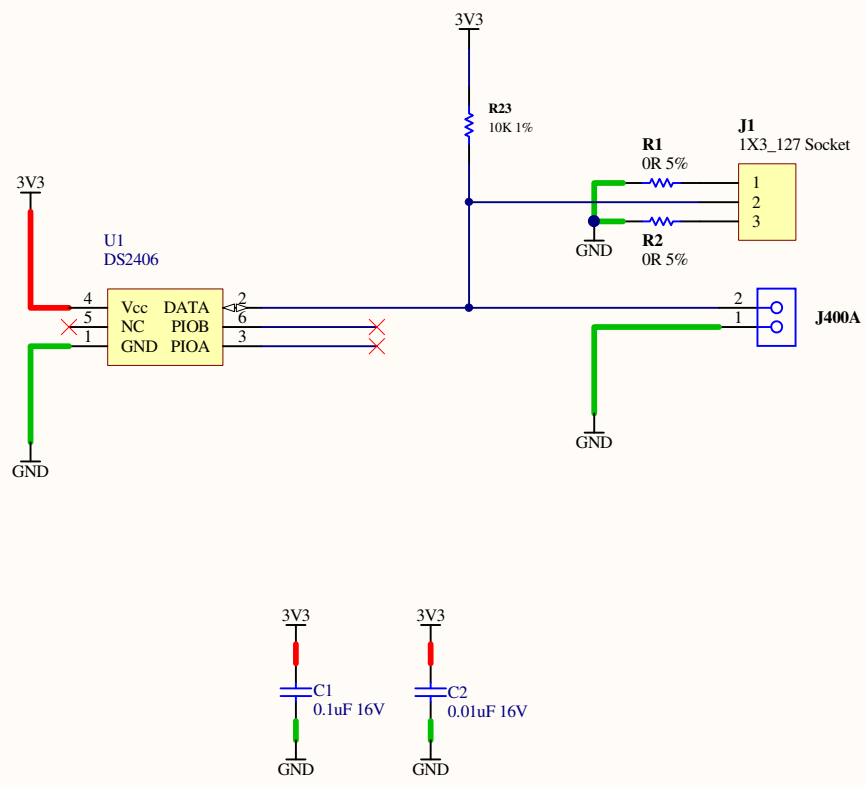 3V3
R23
10K 1%
J1
1X3_127 Socket
R1
0R 5%
1
2
3
GND
R2
0R 5%
3V3
U1
DS2406
4 Vcc DATA 2
5 NC PIOB 6
1 GND PIOA 3
2
1
J400A
GND
GND
3V3
C1
0.1uF 16V
GND
3V3
C2
0.01uF 16V
GND